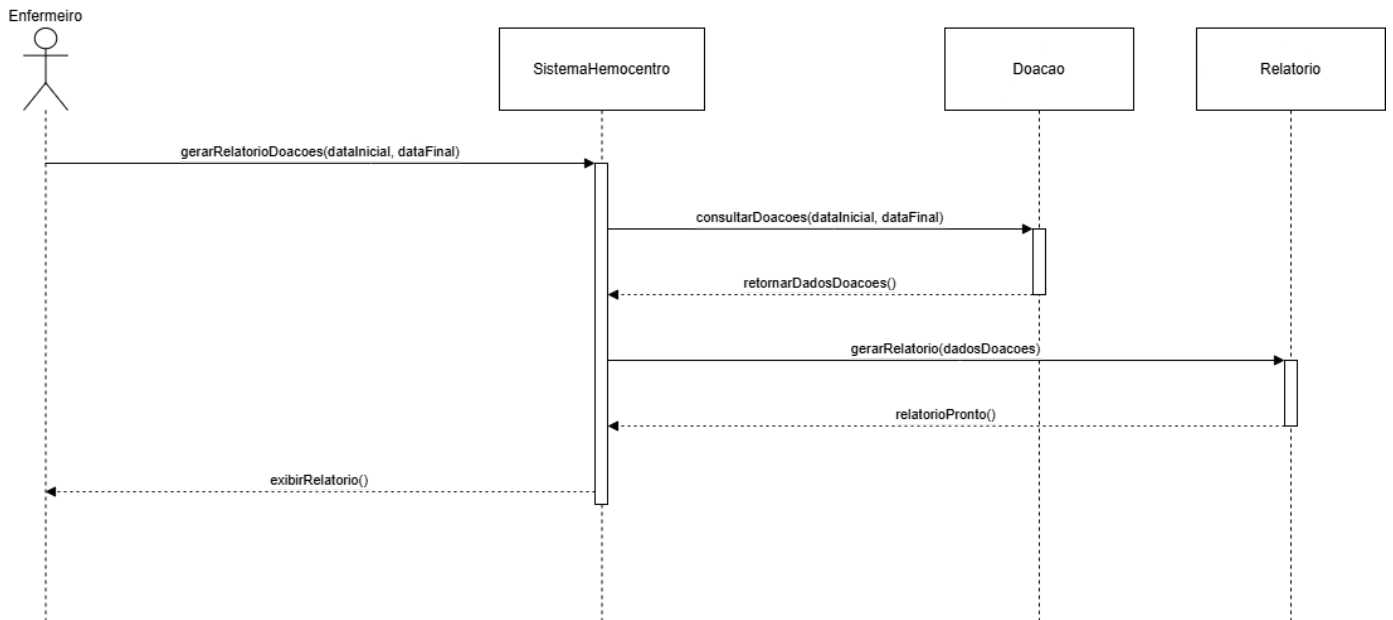 Enfermeiro
SistemaHemocentro
Doacao
Relatorio
gerarRelatorioDoacoes(dataInicial, dataFinal)
consultarDoacoes(dataInicial, dataFinal)
retornarDadosDoacoes()
gerarRelatorio(dadosDoacoes)
relatorioPronto()
exibirRelatorio()